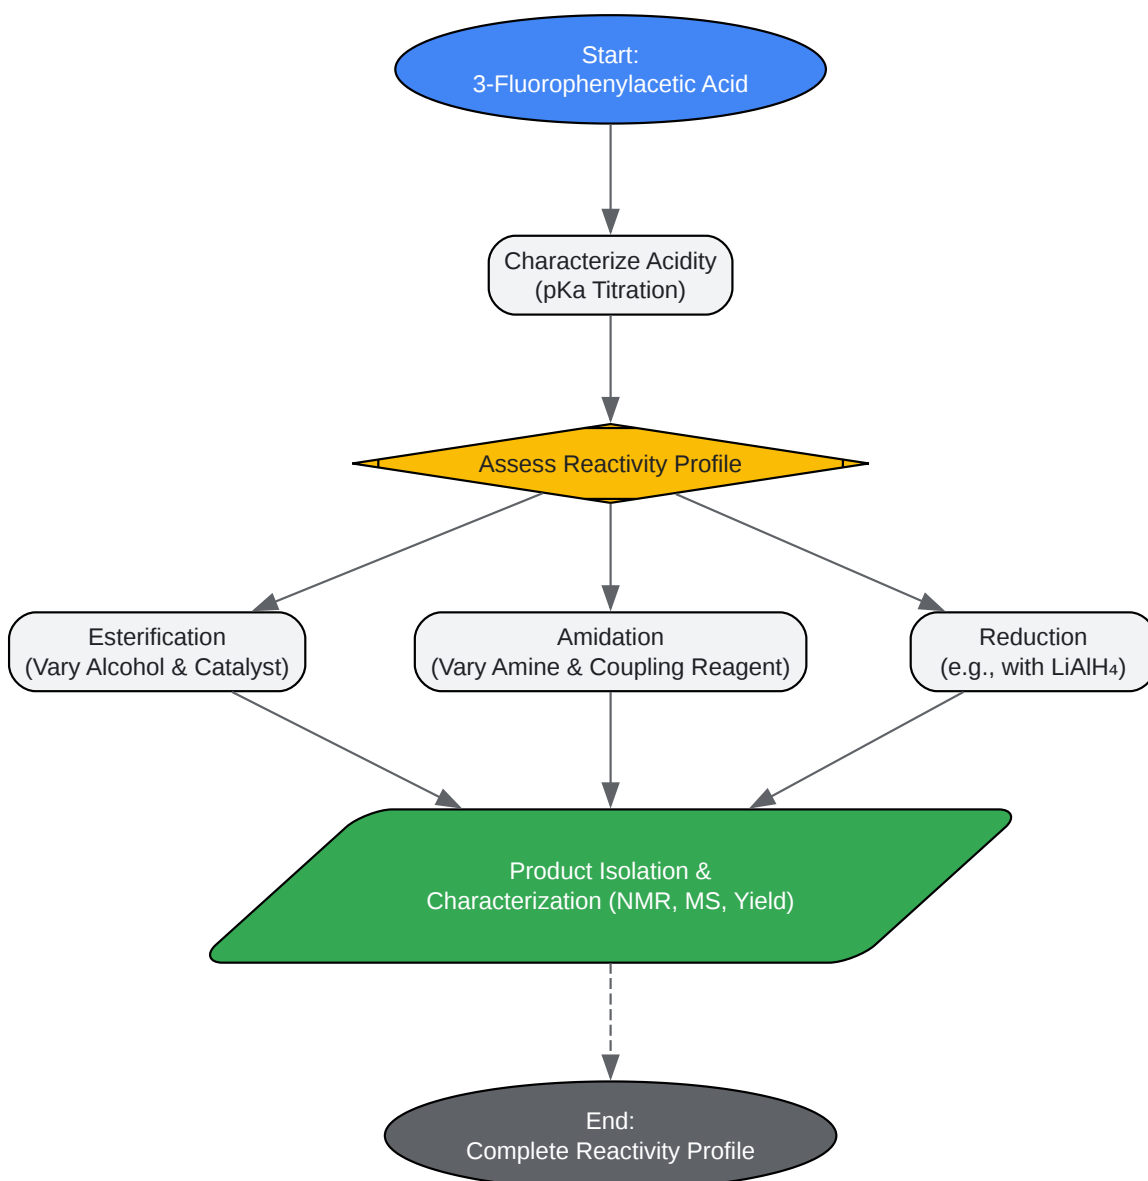 Start:
3-Fluorophenylacetic Acid
Characterize Acidity
(pKa Titration)
Assess Reactivity Profile
Esterification
(Vary Alcohol & Catalyst)
Amidation
(Vary Amine & Coupling Reagent)
Reduction
(e.g., with LiAlH₄)
Product Isolation &
Characterization (NMR, MS, Yield)
End:
Complete Reactivity Profile